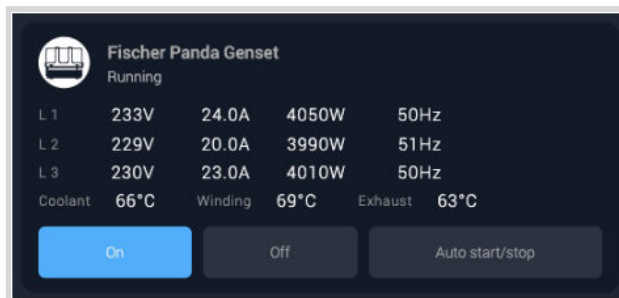 Fischer Panda Genset
Running
L 1 233V 24.0A 4050W 50Hz
L 2 229V 20.0A 3990W 51Hz
L 3 230V 23.0A 4010W 50Hz
Coolant 66°C Winding 69°C Exhaust 63°C
On Off Auto start/stop